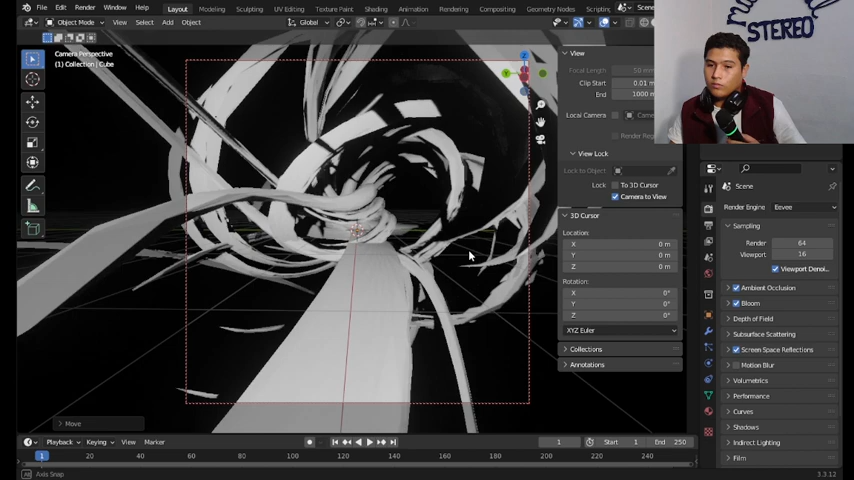 File Edit Render Window Help Layout Modeling Sculpting UV Editing Texture Paint Shading Animation Rendering Compositing Geometry Nodes Scripting Scene
Object Mode View Select Add Object Global
STEREO
Camera Perspective
(1) Collection | Cube
View
Focal Length 50 mm
Clip Start 0.01 m
End 1000 m
Local Camera
Render Reg
View Lock
Lock to Object
Lock To 3D Cursor
Camera to View
3D Cursor
Location:
X 0 m
Y 0 m
Z 0 m
Rotation:
X 0°
Y 0°
Z 0°
XYZ Euler
Collections
Annotations
Scene
Render Engine Eevee
Sampling
Render 64
Viewport 16
Viewport Denoi...
Ambient Occlusion
Bloom
Depth of Field
Subsurface Scattering
Screen Space Reflections
Motion Blur
Volumetrics
Performance
Curves
Shadows
Indirect Lighting
Film
Move
Playback Keying View Marker 1 Start 1 End 250
1 20 40 60 80 100 120 140 160 180 200 220 240
Axis Snap 3.3.12